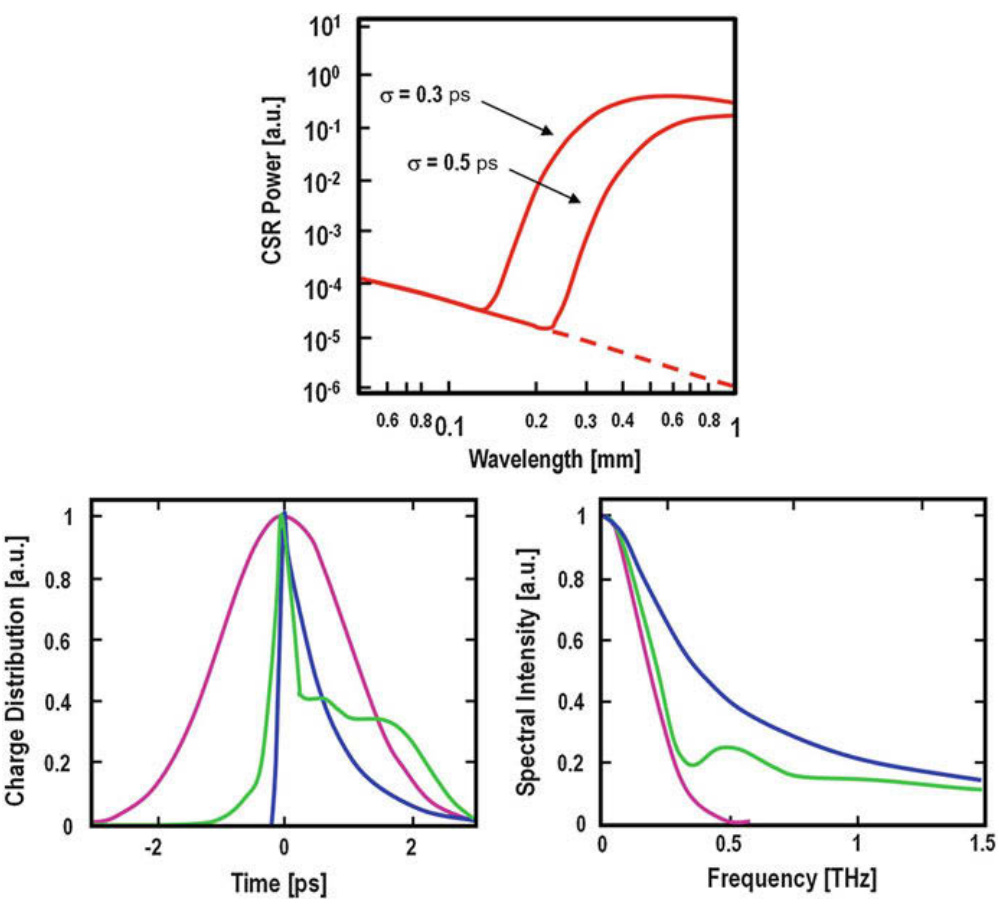 10¹
10⁰
10⁻¹
10⁻²
10⁻³
10⁻⁴
10⁻⁵
10⁻⁶
CSR Power [a.u.]
σ = 0.3 ps
σ = 0.5 ps
0.6 0.8 0.1 0.2 0.3 0.4 0.6 0.8 1
Wavelength [mm]
Charge Distribution [a.u.]
1
0.8
0.6
0.4
0.2
0
-2 0 2
Time [ps]
Spectral Intensity [a.u.]
1
0.8
0.6
0.4
0.2
0
0 0.5 1 1.5
Frequency [THz]